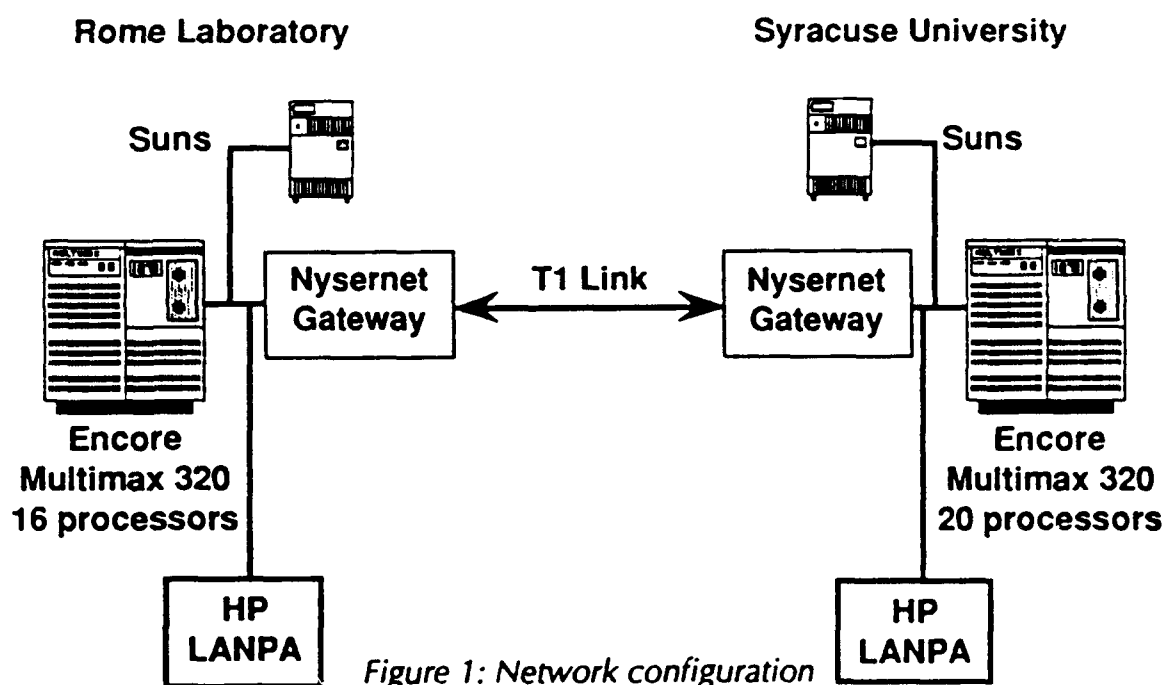 Rome Laboratory
Syracuse University
Suns
Suns
Nysernet
Gateway
T1 Link
Nysernet
Gateway
Encore
Multimax 320
16 processors
Encore
Multimax 320
20 processors
HP
LANPA
HP
LANPA
Figure 1: Network configuration